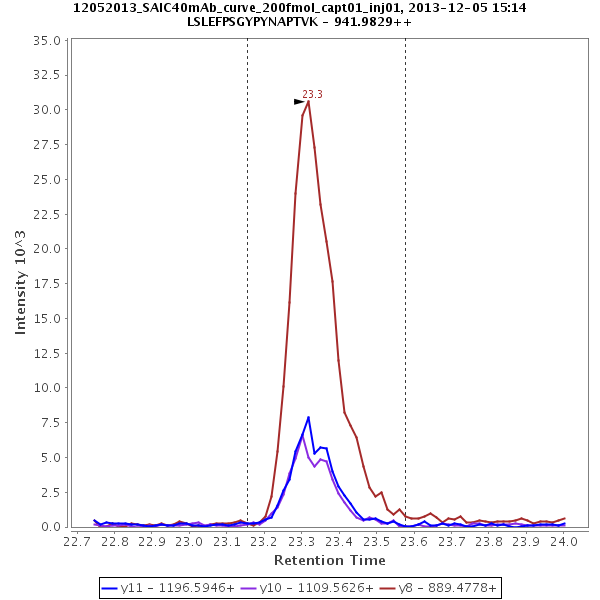 12052013_SAIC40mAb_curve_200fmol_capt01_inj01, 2013-12-05 15:14
LSLEFPSGYPYNAPTVK - 941.9829++
35.0
32.5
30.0
27.5
25.0
22.5
20.0
17.5
15.0
12.5
10.0
7.5
5.0
2.5
0.0
Intensity 10^3
23.3
22.7 22.8 22.9 23.0 23.1 23.2 23.3 23.4 23.5 23.6 23.7 23.8 23.9 24.0
Retention Time
y11 - 1196.5946+ y10 - 1109.5626+ y8 - 889.4778+